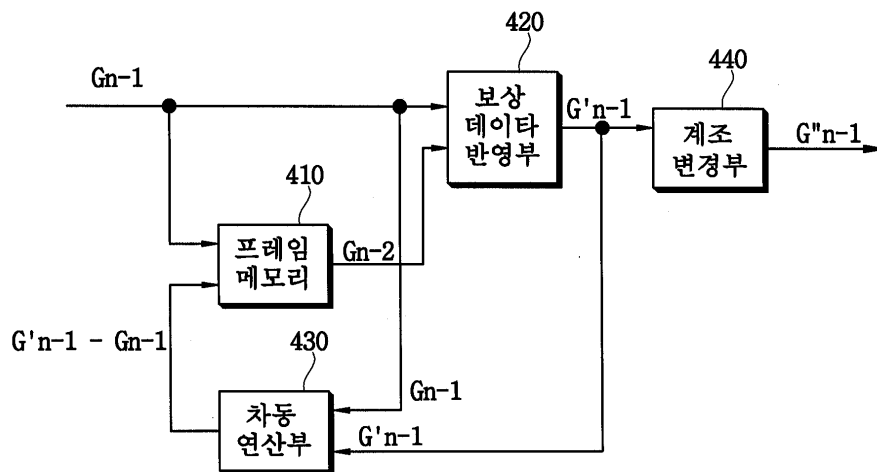 420
440
Gn-1
보상
데이타
반영부
G'n-1
계조
변경부
G"n-1
410
프레임
메모리
Gn-2
G'n-1 - Gn-1
430
차동
연산부
Gn-1
G'n-1